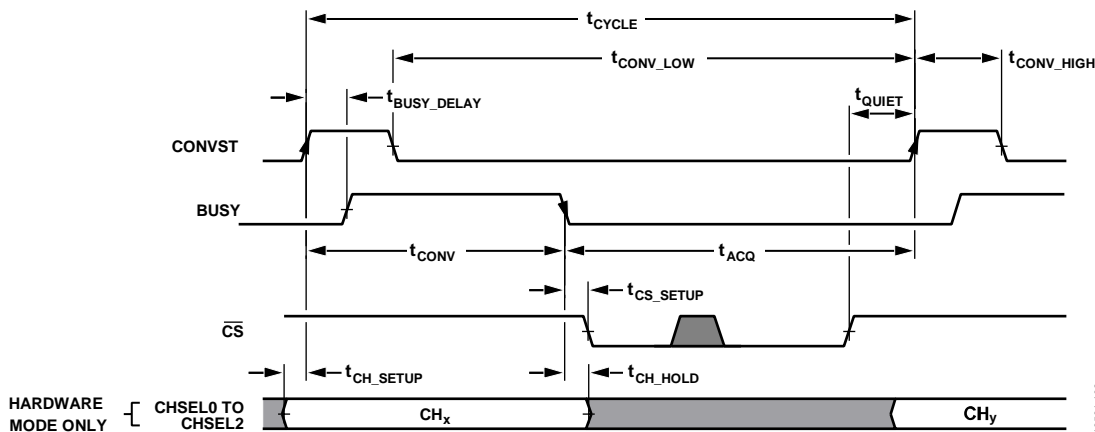 tCYCLE
tCONV_LOW
tCONV_HIGH
tBUSY_DELAY
tQUIET
CONVST
BUSY
tCONV
tACQ
tCS_SETUP
CS
tCH_SETUP
tCH_HOLD
HARDWARE
MODE ONLY
CHSEL0 TO
CHSEL2
CHx
CHy